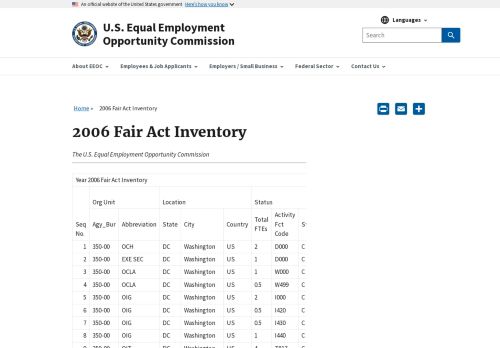 An official website of the United States government Here's how you know
U.S. Equal Employment
Opportunity Commission
Languages
Search
About EEOC
Employees & Job Applicants
Employers / Small Business
Federal Sector
Contact Us
Home » 2006 Fair Act Inventory
2006 Fair Act Inventory
The U.S. Equal Employment Opportunity Commission
Year 2006 Fair Act Inventory
Org Unit Location Status
Seq No. Agy_Bur Abbreviation State City Country Total FTEs Activity Fct Code
1 350-00 OCH DC Washington US 2 D000 C
2 350-00 EXE SEC DC Washington US 1 D000 C
3 350-00 OCLA DC Washington US 1 W000 C
4 350-00 OCLA DC Washington US 0.5 W499 C
5 350-00 OIG DC Washington US 2 I000 C
6 350-00 OIG DC Washington US 0.5 I420 C
7 350-00 OIG DC Washington US 0.5 I430 C
8 350-00 OIG DC Washington US 1 I440 C